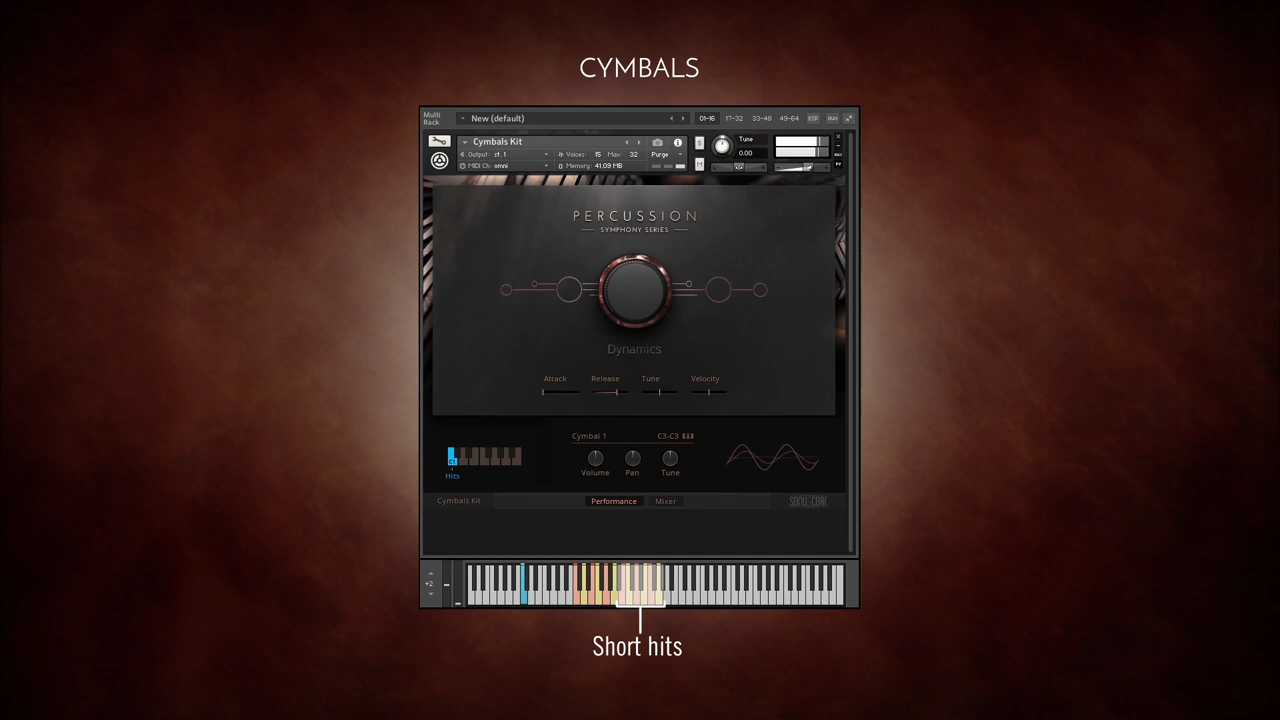 CYMBALS
Multi Rack
New (default)
01-16 17-32 33-48 49-64 KSP
Cymbals Kit
S
Tune
Output: st. 1
Voices: 15 Max: 32
Purge
0.00
MIDI Ch: omni
Memory: 41.09 MB
M
PERCUSSION
SYMPHONY SERIES
Dynamics
Attack Release Tune Velocity
Cymbal 1 C3-C3
Hits
Volume Pan Tune
Cymbals Kit Performance Mixer
+2
Short hits